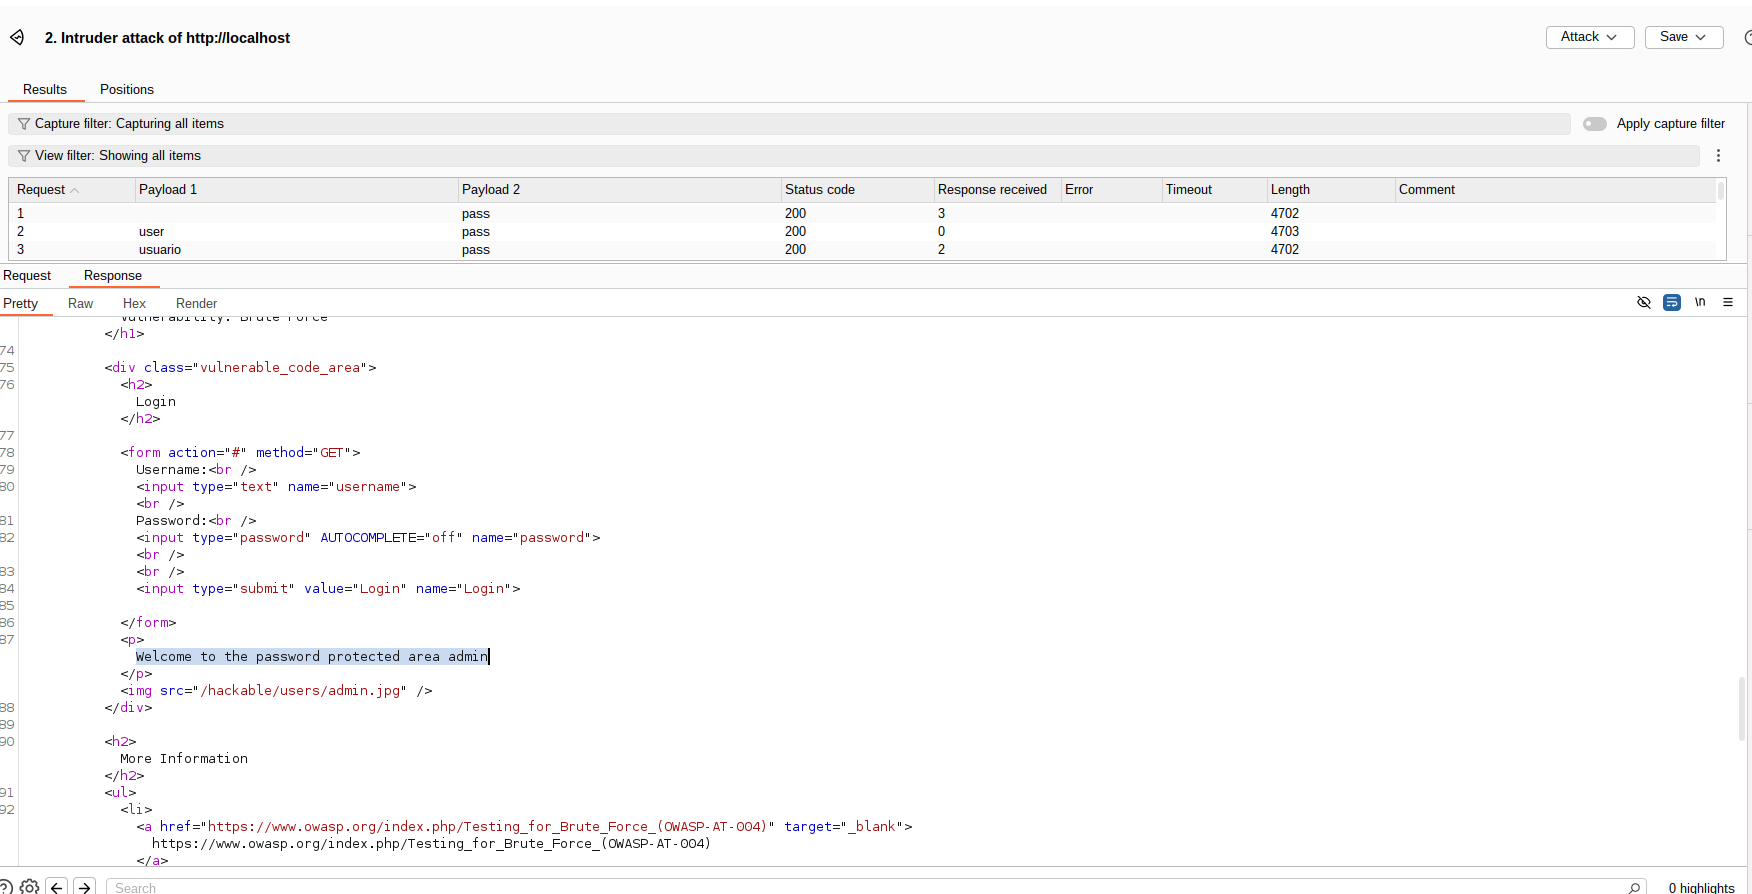 2. Intruder attack of http://localhost
Attack
Save
Results Positions
Capture filter: Capturing all items
Apply capture filter
View filter: Showing all items
Request Payload 1 Payload 2 Status code Response received Error Timeout Length Comment
1 pass 200 3 4702
2 user pass 200 0 4703
3 usuario pass 200 2 4702
Request Response
Pretty Raw Hex Render
\n
Vulnerability: Brute Force
</h1>
74
75 <div class="vulnerable_code_area">
76 <h2>
Login
</h2>
77
78 <form action="#" method="GET">
79 Username:<br />
80 <input type="text" name="username">
<br />
81 Password:<br />
82 <input type="password" AUTOCOMPLETE="off" name="password">
<br />
83 <br />
84 <input type="submit" value="Login" name="Login">
85
86 </form>
87 <p>
Welcome to the password protected area admin
</p>
<img src="/hackable/users/admin.jpg" />
88 </div>
89
90 <h2>
More Information
</h2>
91 <ul>
92 <li>
<a href="https://www.owasp.org/index.php/Testing_for_Brute_Force_(OWASP-AT-004)" target="_blank">
https://www.owasp.org/index.php/Testing_for_Brute_Force_(OWASP-AT-004)
</a>
Search
0 highlights